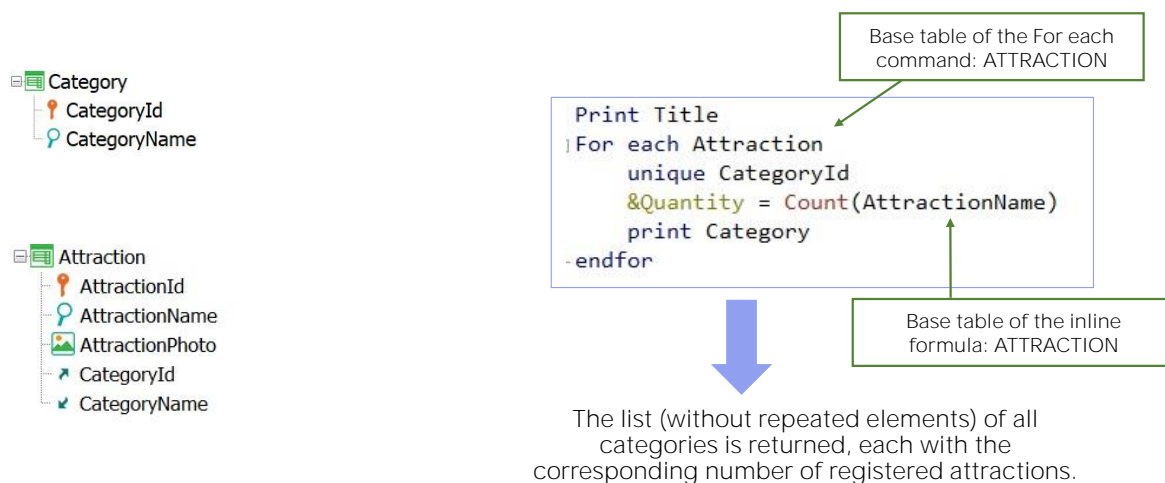 Category
CategoryId
CategoryName
Attraction
AttractionId
AttractionName
AttractionPhoto
CategoryId
CategoryName
Base table of the For each
command: ATTRACTION
Print Title
For each Attraction
unique CategoryId
&Quantity = Count(AttractionName)
print Category
endfor
Base table of the inline
formula: ATTRACTION
The list (without repeated elements) of all
categories is returned, each with the
corresponding number of registered attractions.